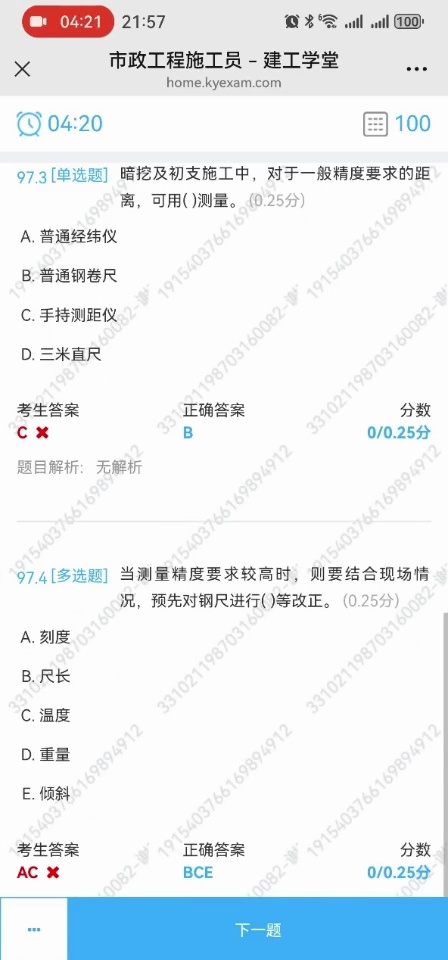 04:21 21:57 100
市政工程施工员 – 建工学堂
home.kyexam.com
04:20 100
97.3 [单选题] 暗挖及初支施工中，对于一般精度要求的距
离，可用( )测量。(0.25分)
A. 普通经纬仪
B. 普通钢卷尺
C. 手持测距仪
D. 三米直尺
考生答案 正确答案 分数
C B 0/0.25分
题目解析: 无解析
97.4 [多选题] 当测量精度要求较高时，则要结合现场情
况，预先对钢尺进行( )等改正。(0.25分)
A. 刻度
B. 尺长
C. 温度
D. 重量
E. 倾斜
考生答案 正确答案 分数
AC BCE 0/0.25分
下一题